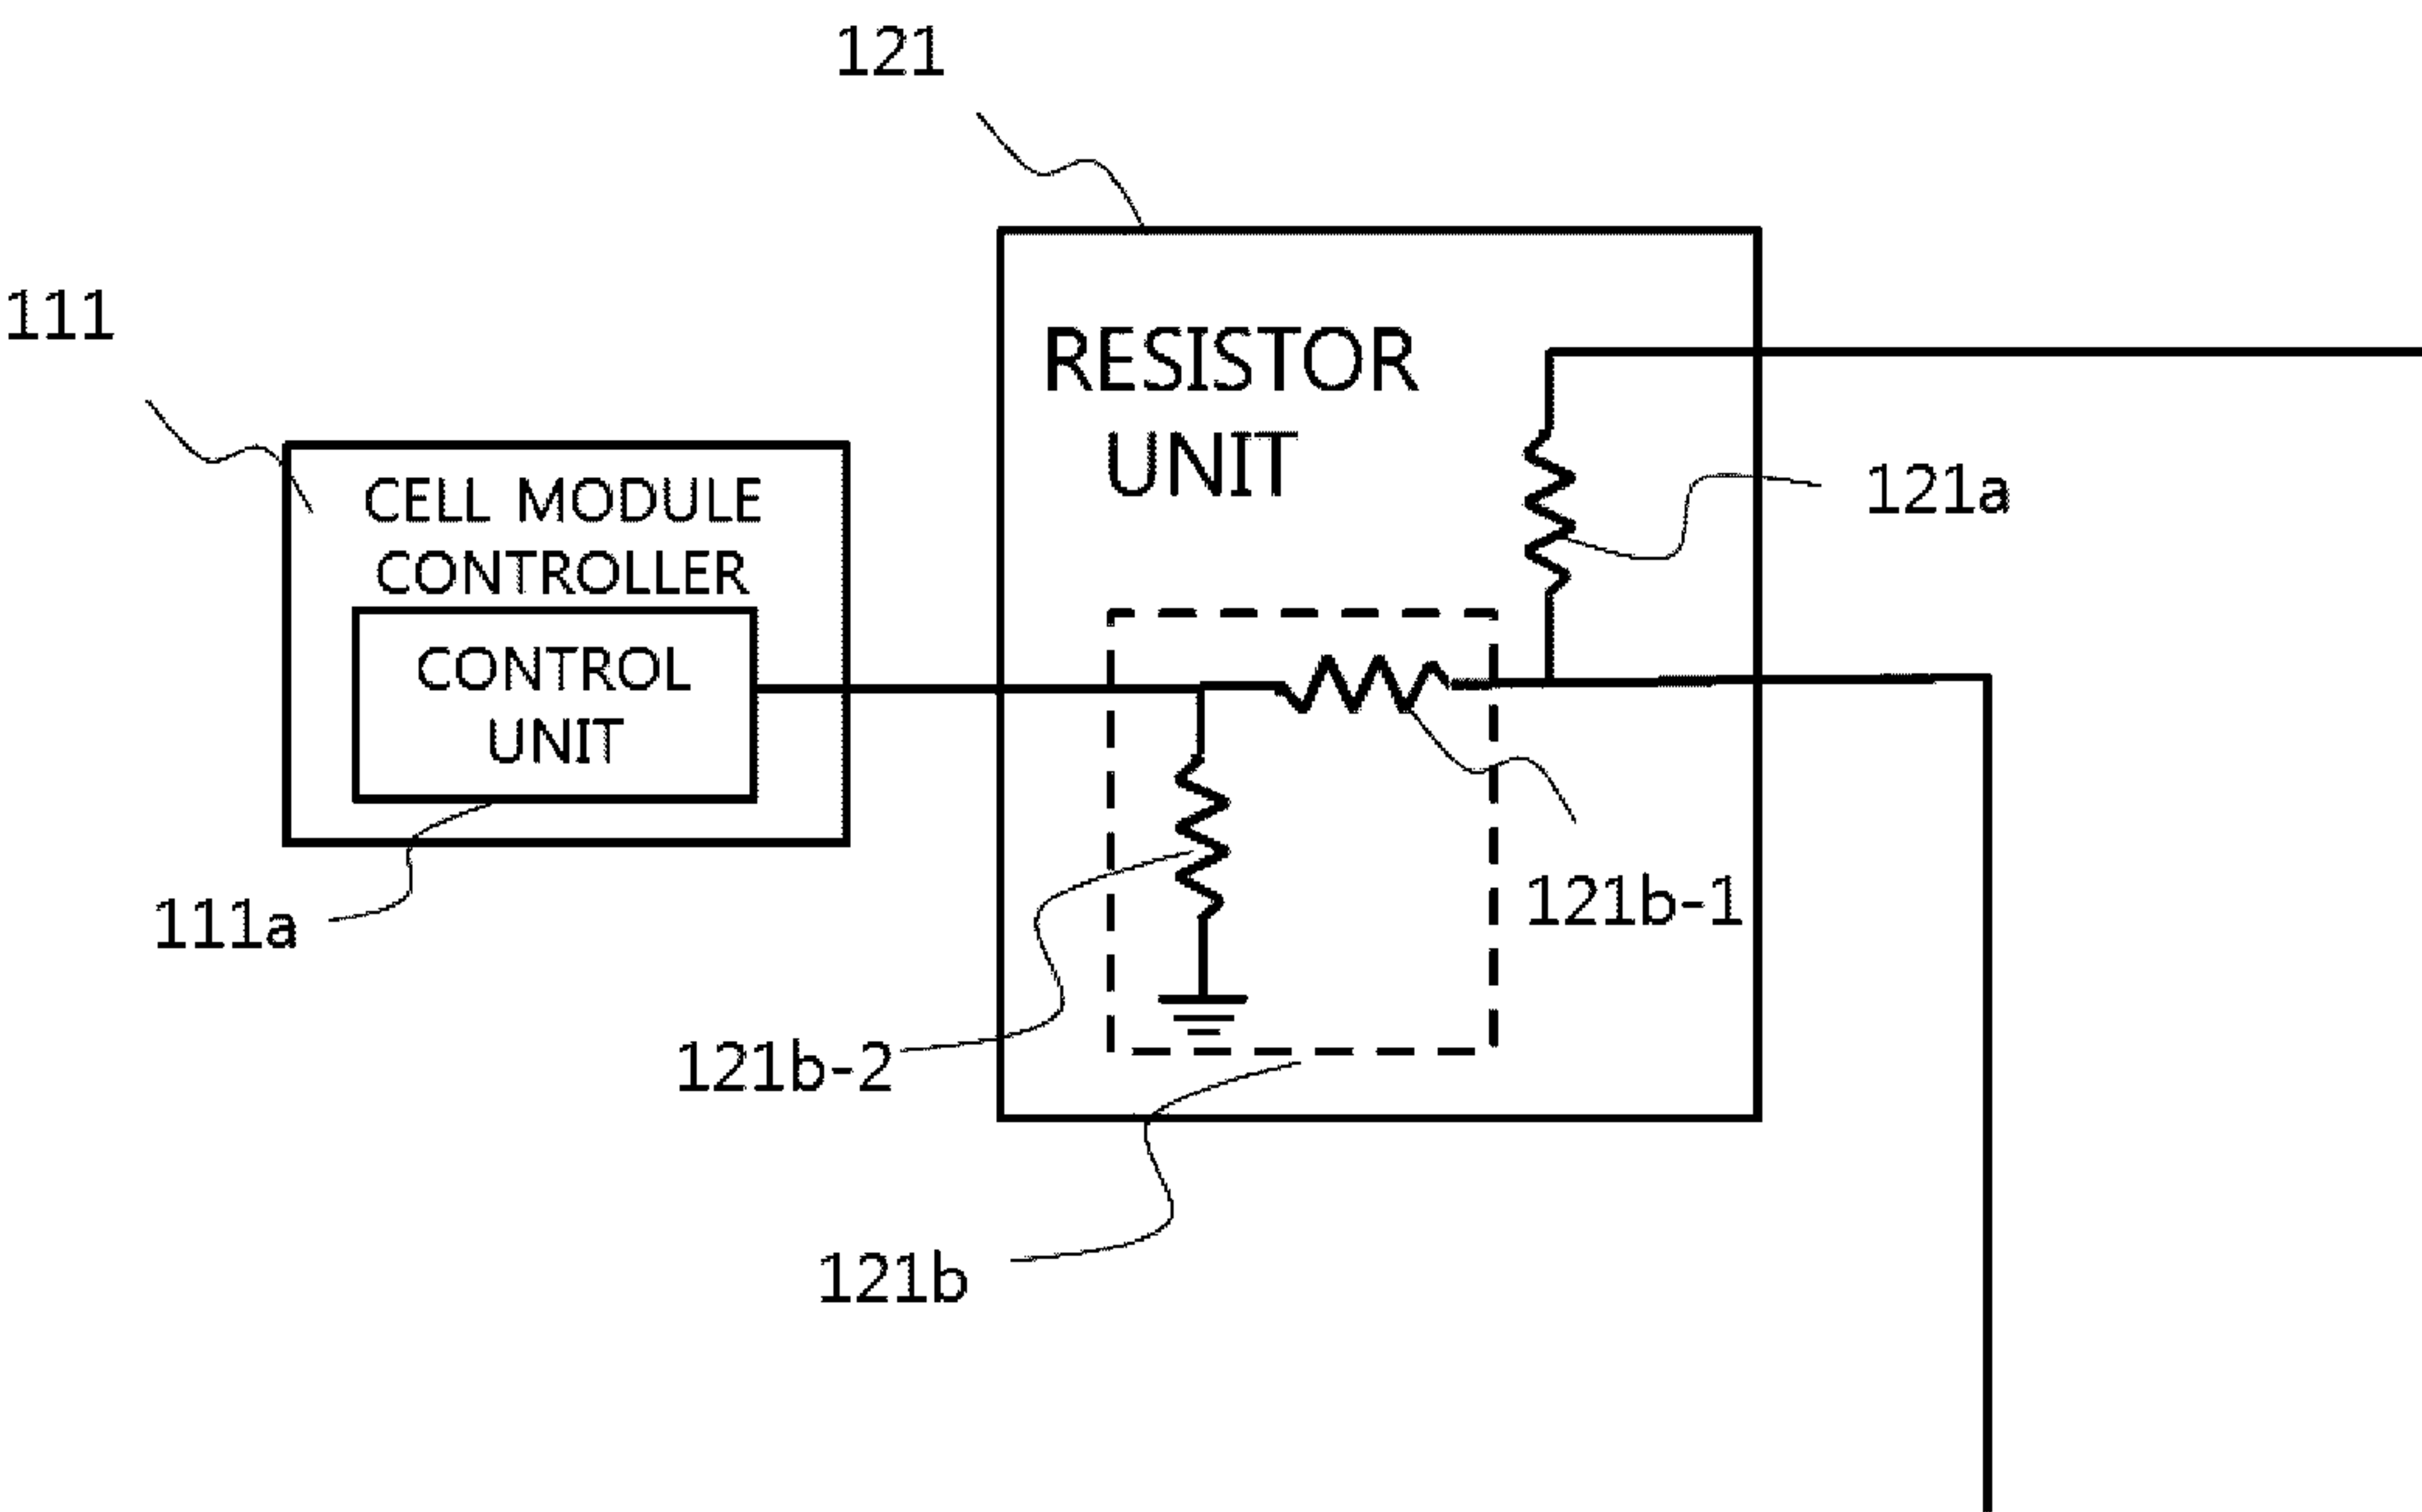 121
111
RESISTOR
UNIT
CELL MODULE
CONTROLLER
121a
CONTROL
UNIT
121b-1
111a
121b-2
121b